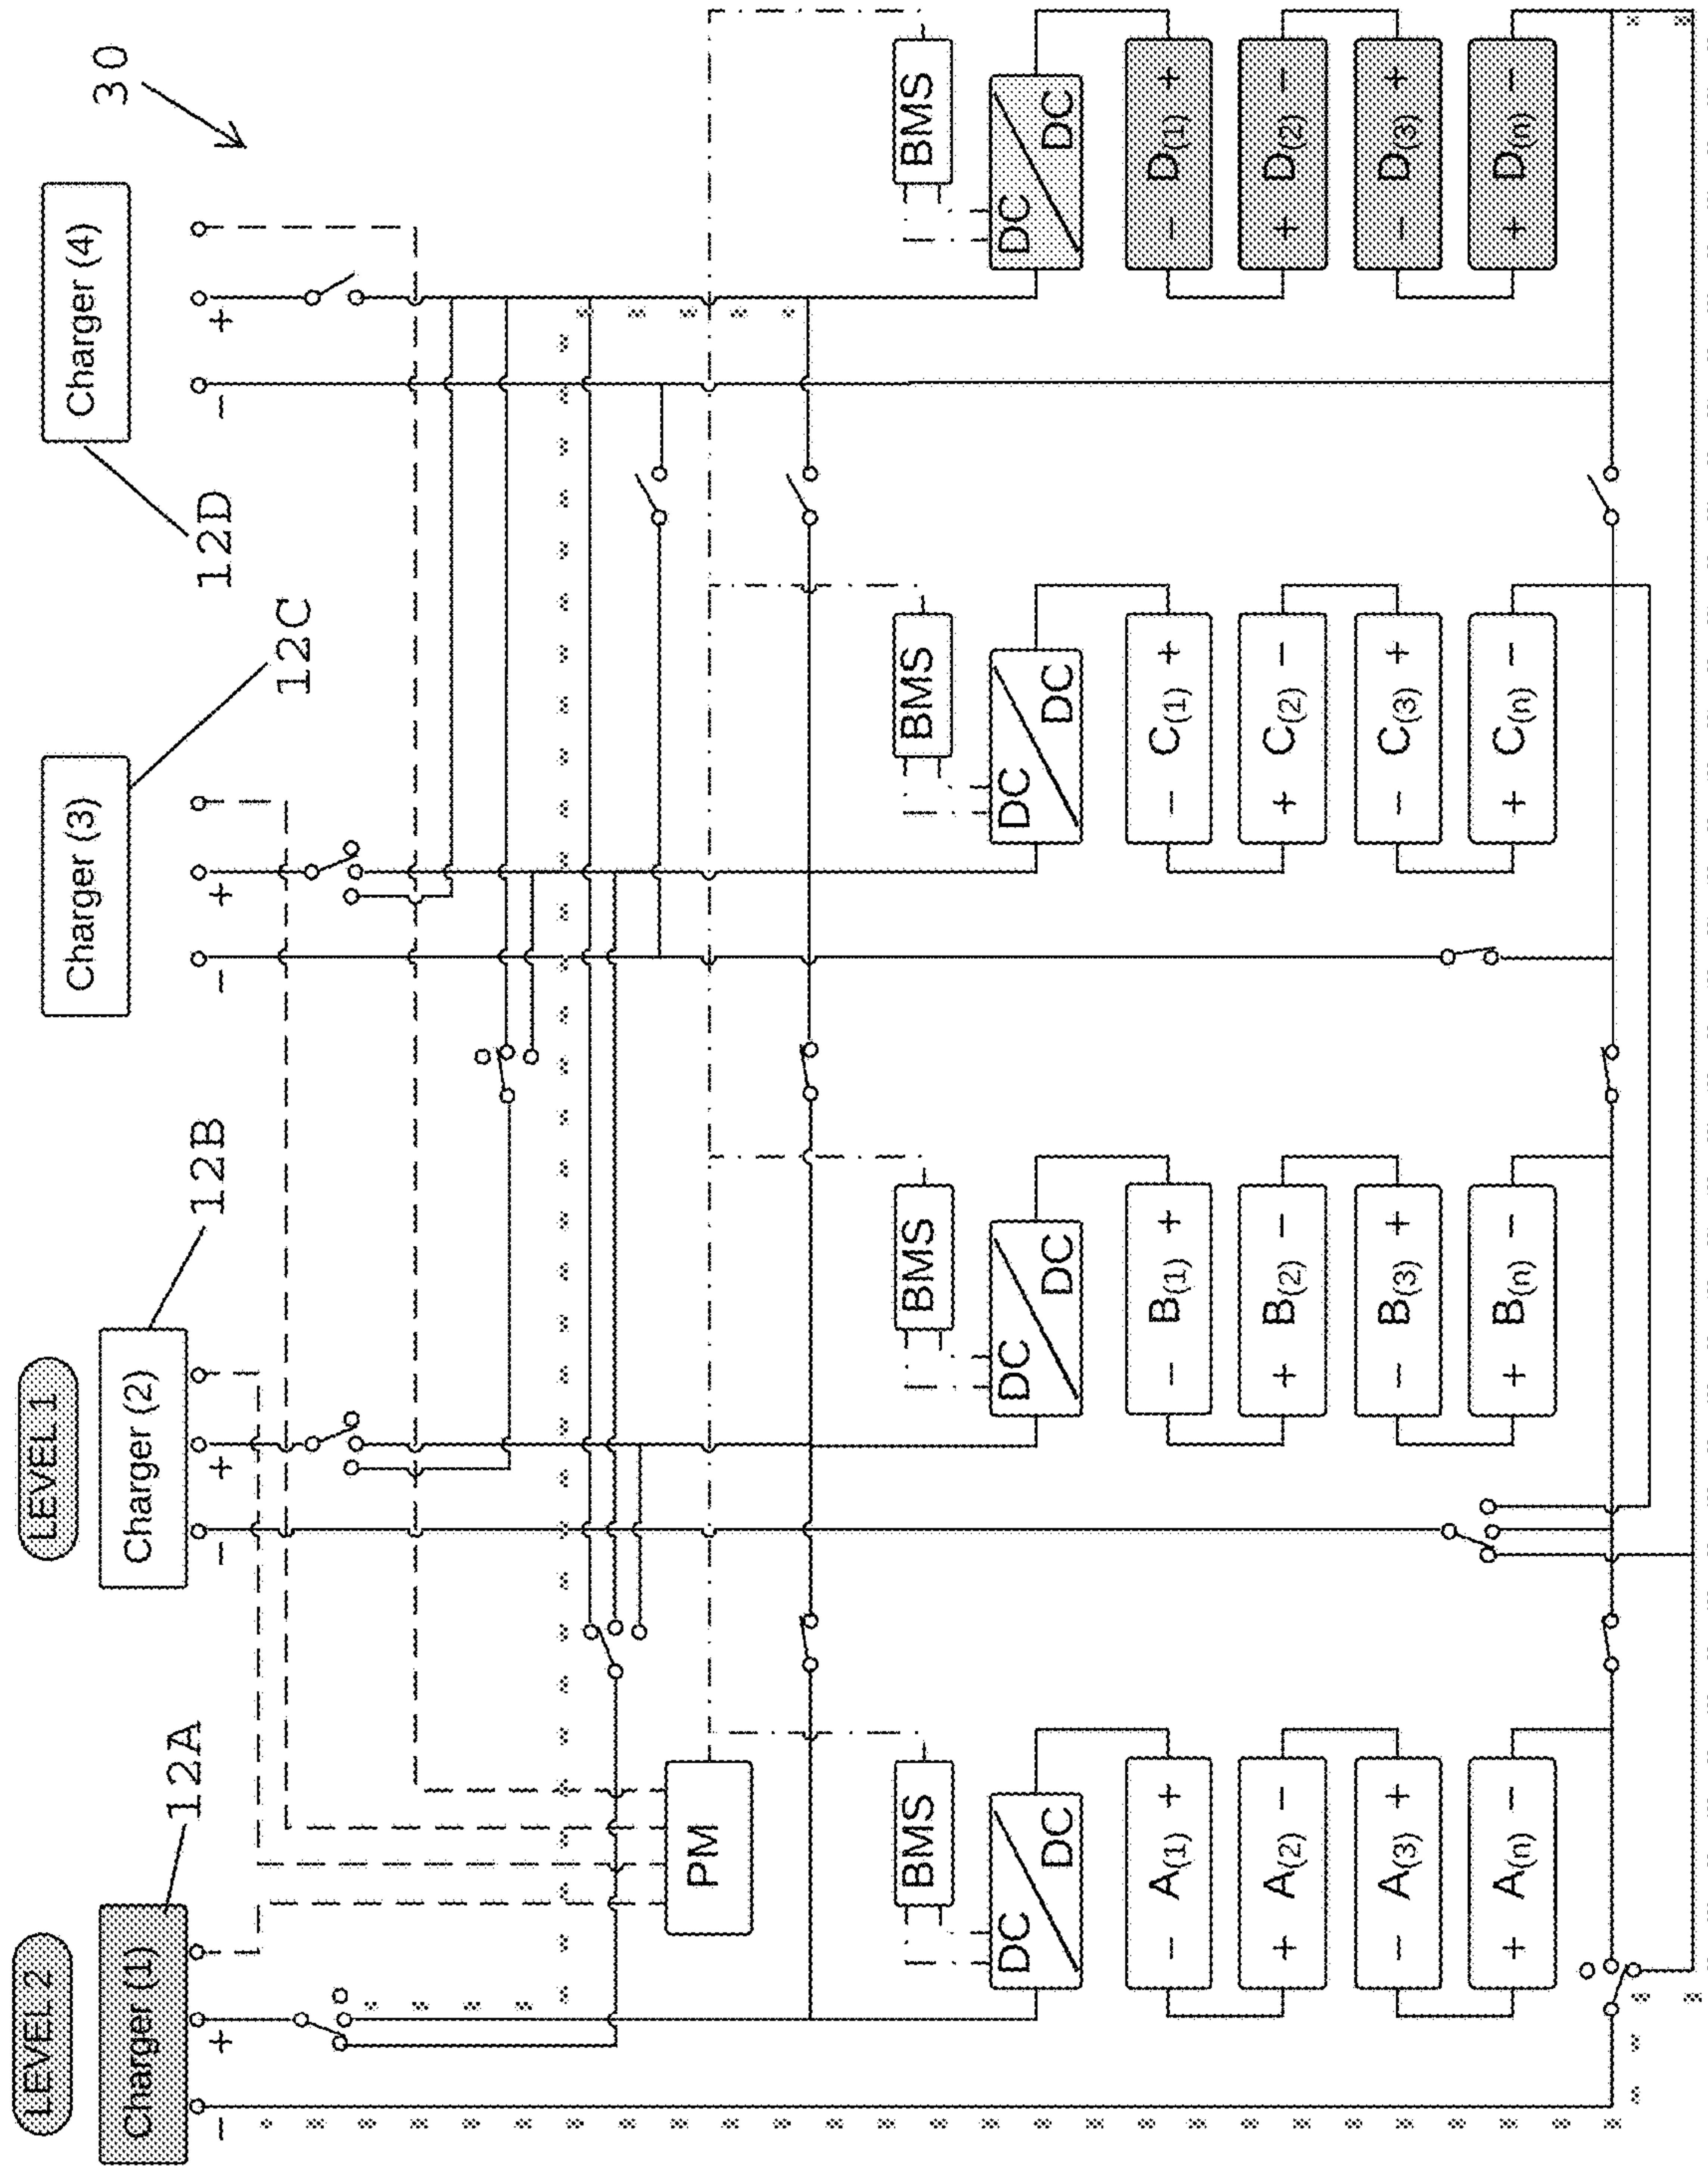 30
LEVEL 2
LEVEL 1
Charger (1)
Charger (2)
Charger (3)
Charger (4)
12A
12B
12C
12D
+
−
+
−
+
−
+
−
PM
BMS
BMS
BMS
BMS
DC
DC
DC
DC
DC
DC
DC
DC
− A(1) +
− B(1) +
− C(1) +
− D(1) +
+ A(2) −
+ B(2) −
+ C(2) −
+ D(2) −
− A(3) +
− B(3) +
− C(3) +
− D(3) +
+ A(n) −
+ B(n) −
+ C(n) −
+ D(n) −